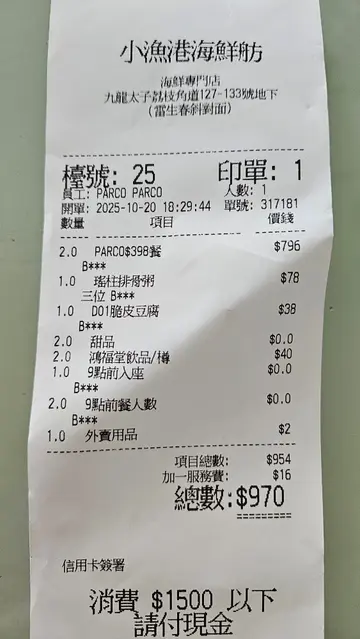 小漁港海鮮舫
海鮮專門店
九龍太子荔枝角道127-133號地下
(雷生春斜對面)
檯號: 25 印單: 1
員工: PARCO PARCO 人數: 1
開單: 2025-10-20 18:29:44 單號: 317181
數量 項目 價錢
2.0 PARCO$398餐 $796
B***
1.0 瑤柱排骨粥 $78
三位 B***
1.0 D01脆皮豆腐 $38
B***
2.0 甜品 $0.0
2.0 鴻福堂飲品/樽 $40
1.0 9點前入座 $0.0
B***
2.0 9點前餐人數 $0.0
B***
1.0 外賣用品 $2
項目總數: $954
加一服務費: $16
總數:$970
信用卡簽署
消費 $1500 以下
請付現金